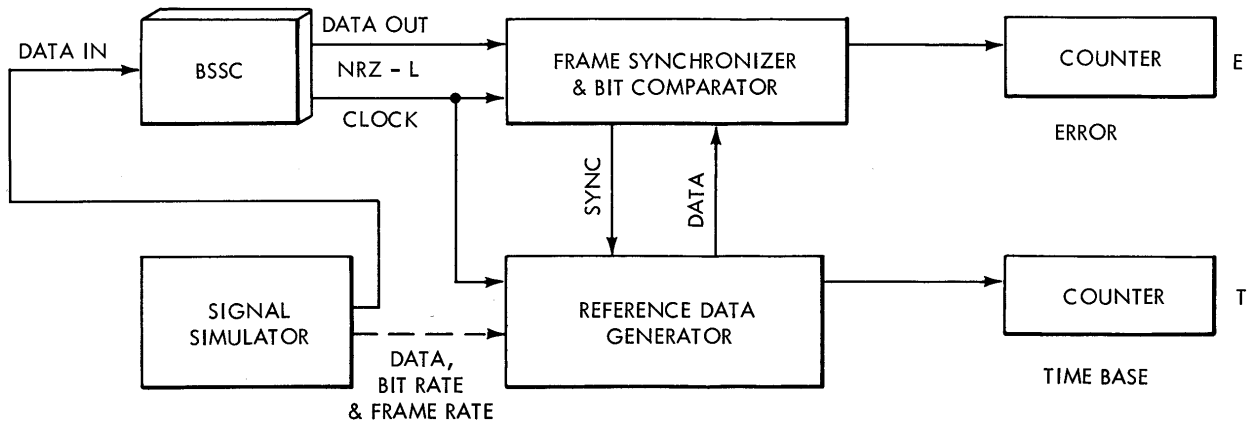 DATA IN
BSSC
DATA OUT
NRZ - L
CLOCK
FRAME SYNCHRONIZER
& BIT COMPARATOR
COUNTER
E
ERROR
SYNC
DATA
SIGNAL
SIMULATOR
DATA,
BIT RATE
& FRAME RATE
REFERENCE DATA
GENERATOR
COUNTER
T
TIME BASE